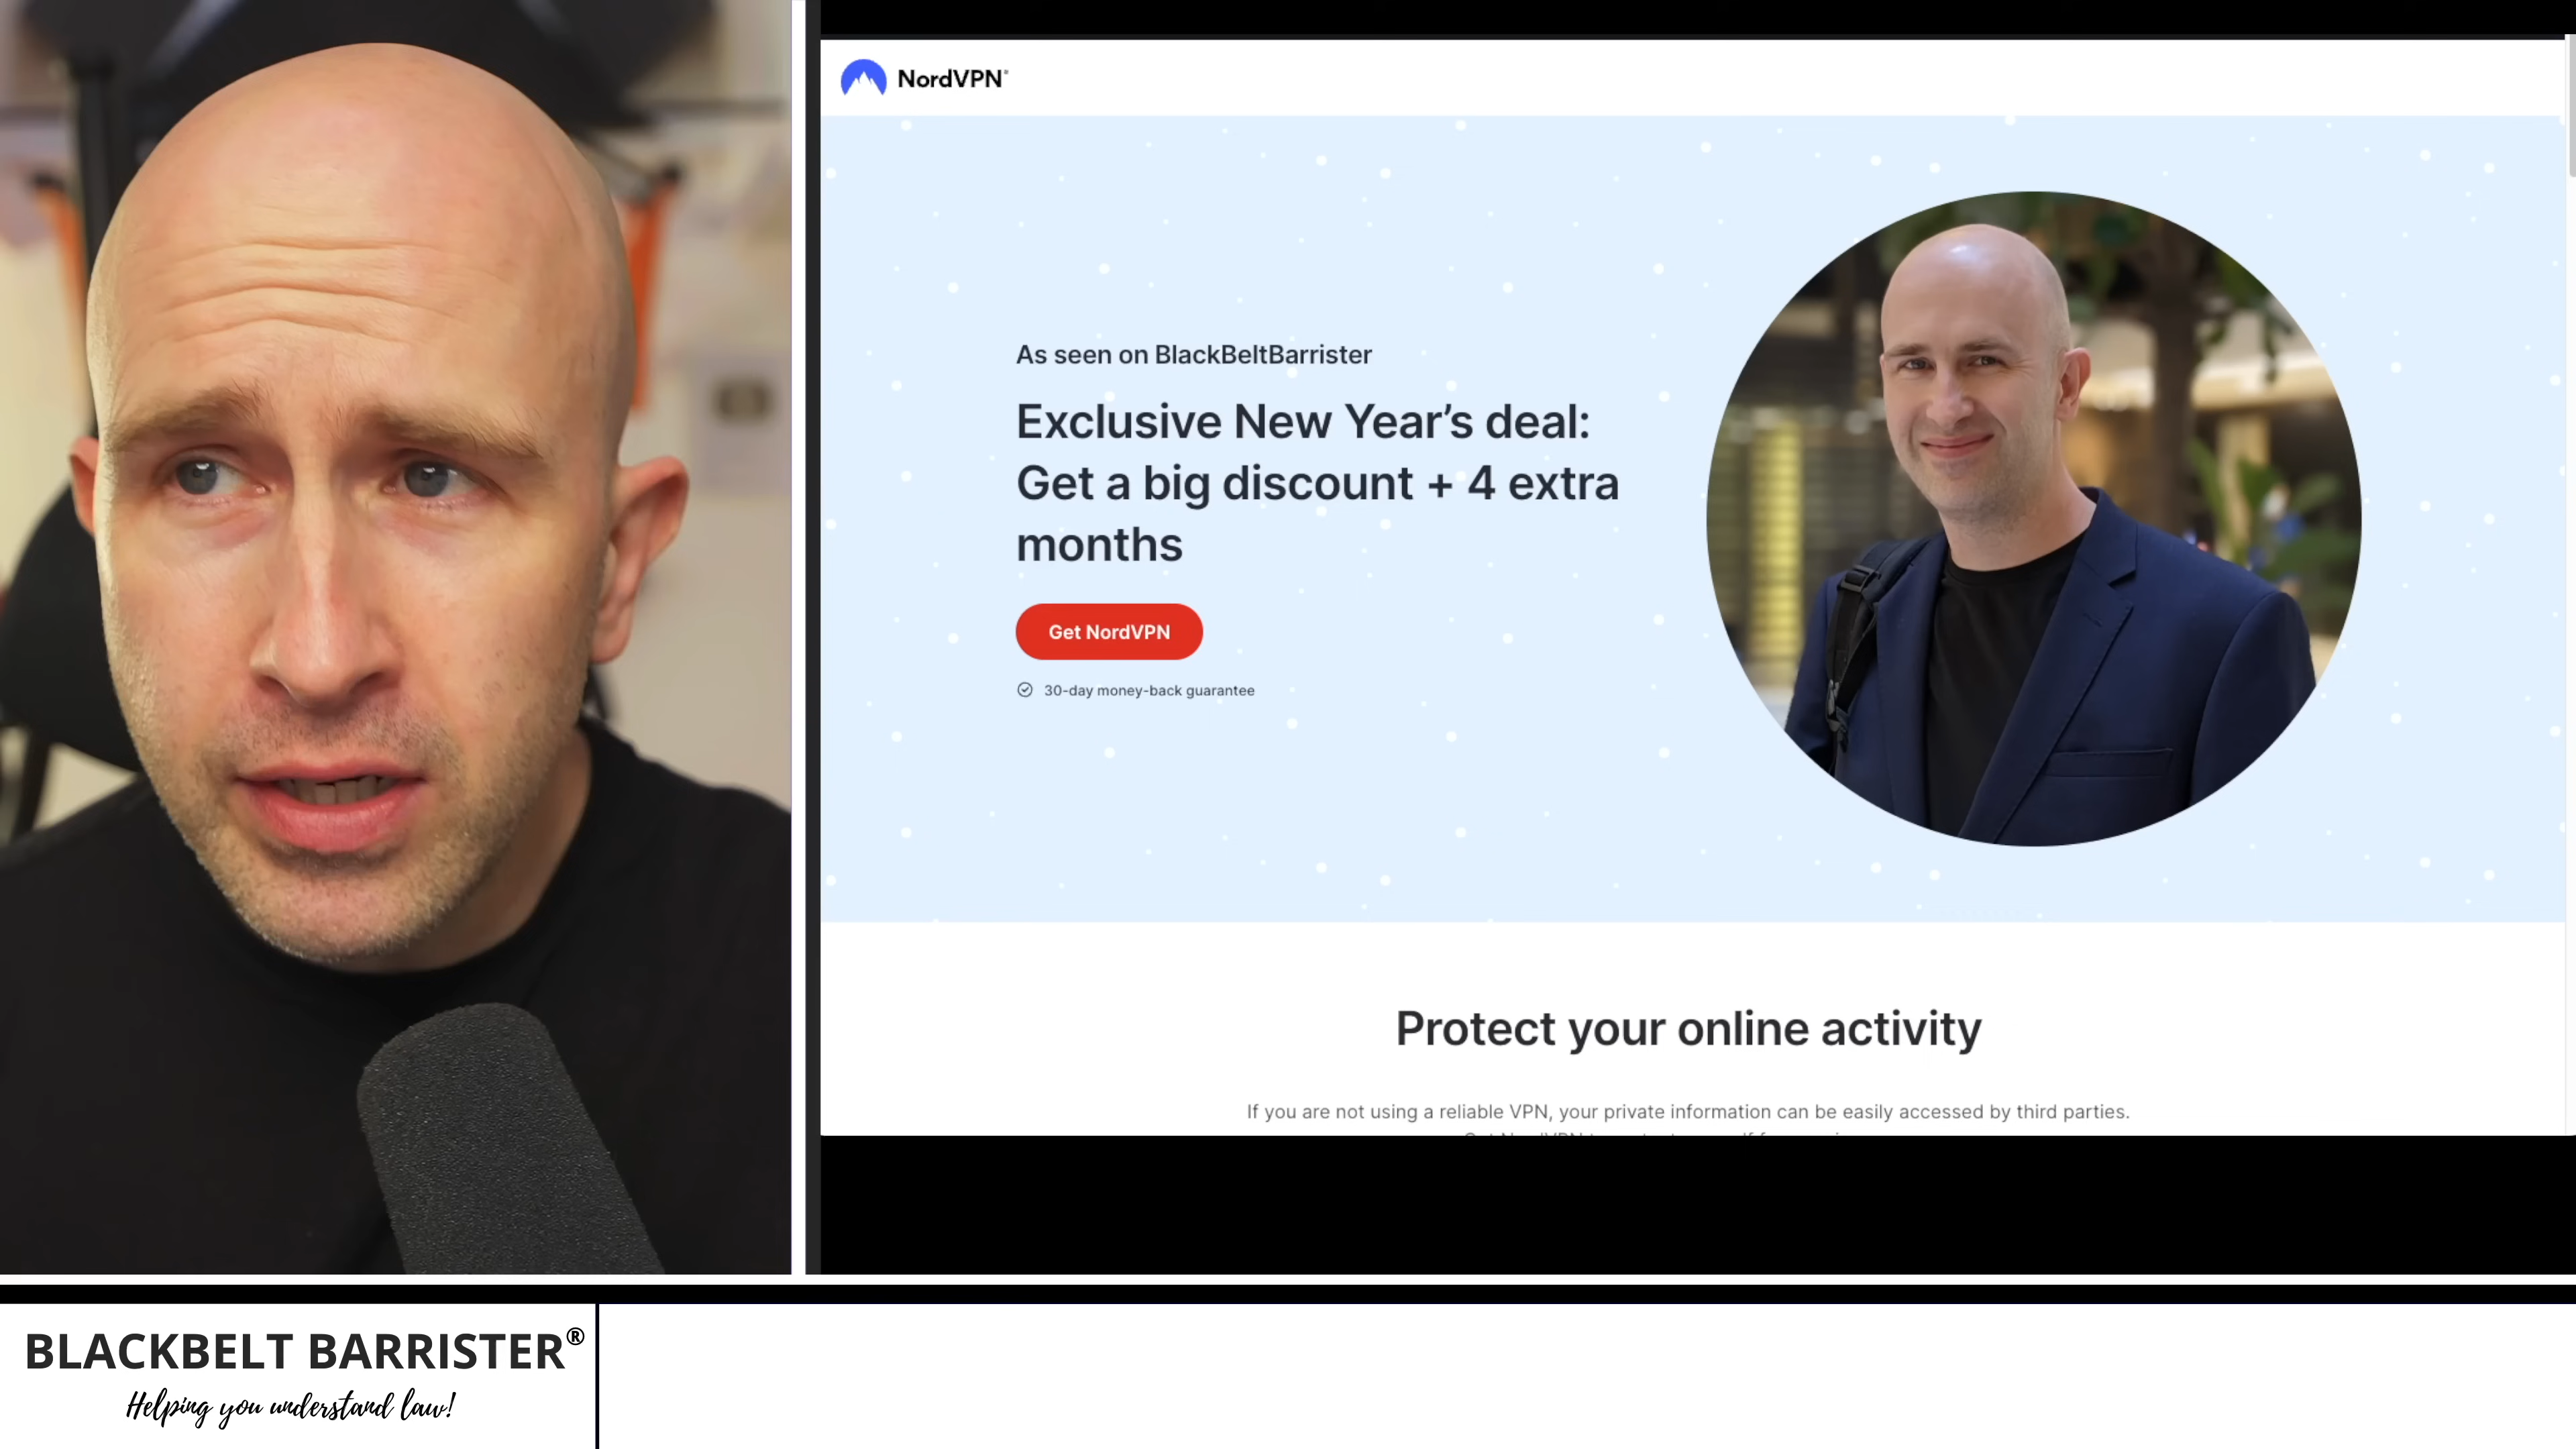 NordVPN®
As seen on BlackBeltBarrister
Exclusive New Year’s deal:
Get a big discount + 4 extra
months
Get NordVPN
30-day money-back guarantee
Protect your online activity
If you are not using a reliable VPN, your private information can be easily accessed by third parties.
BLACKBELT BARRISTER®
Helping you understand law!